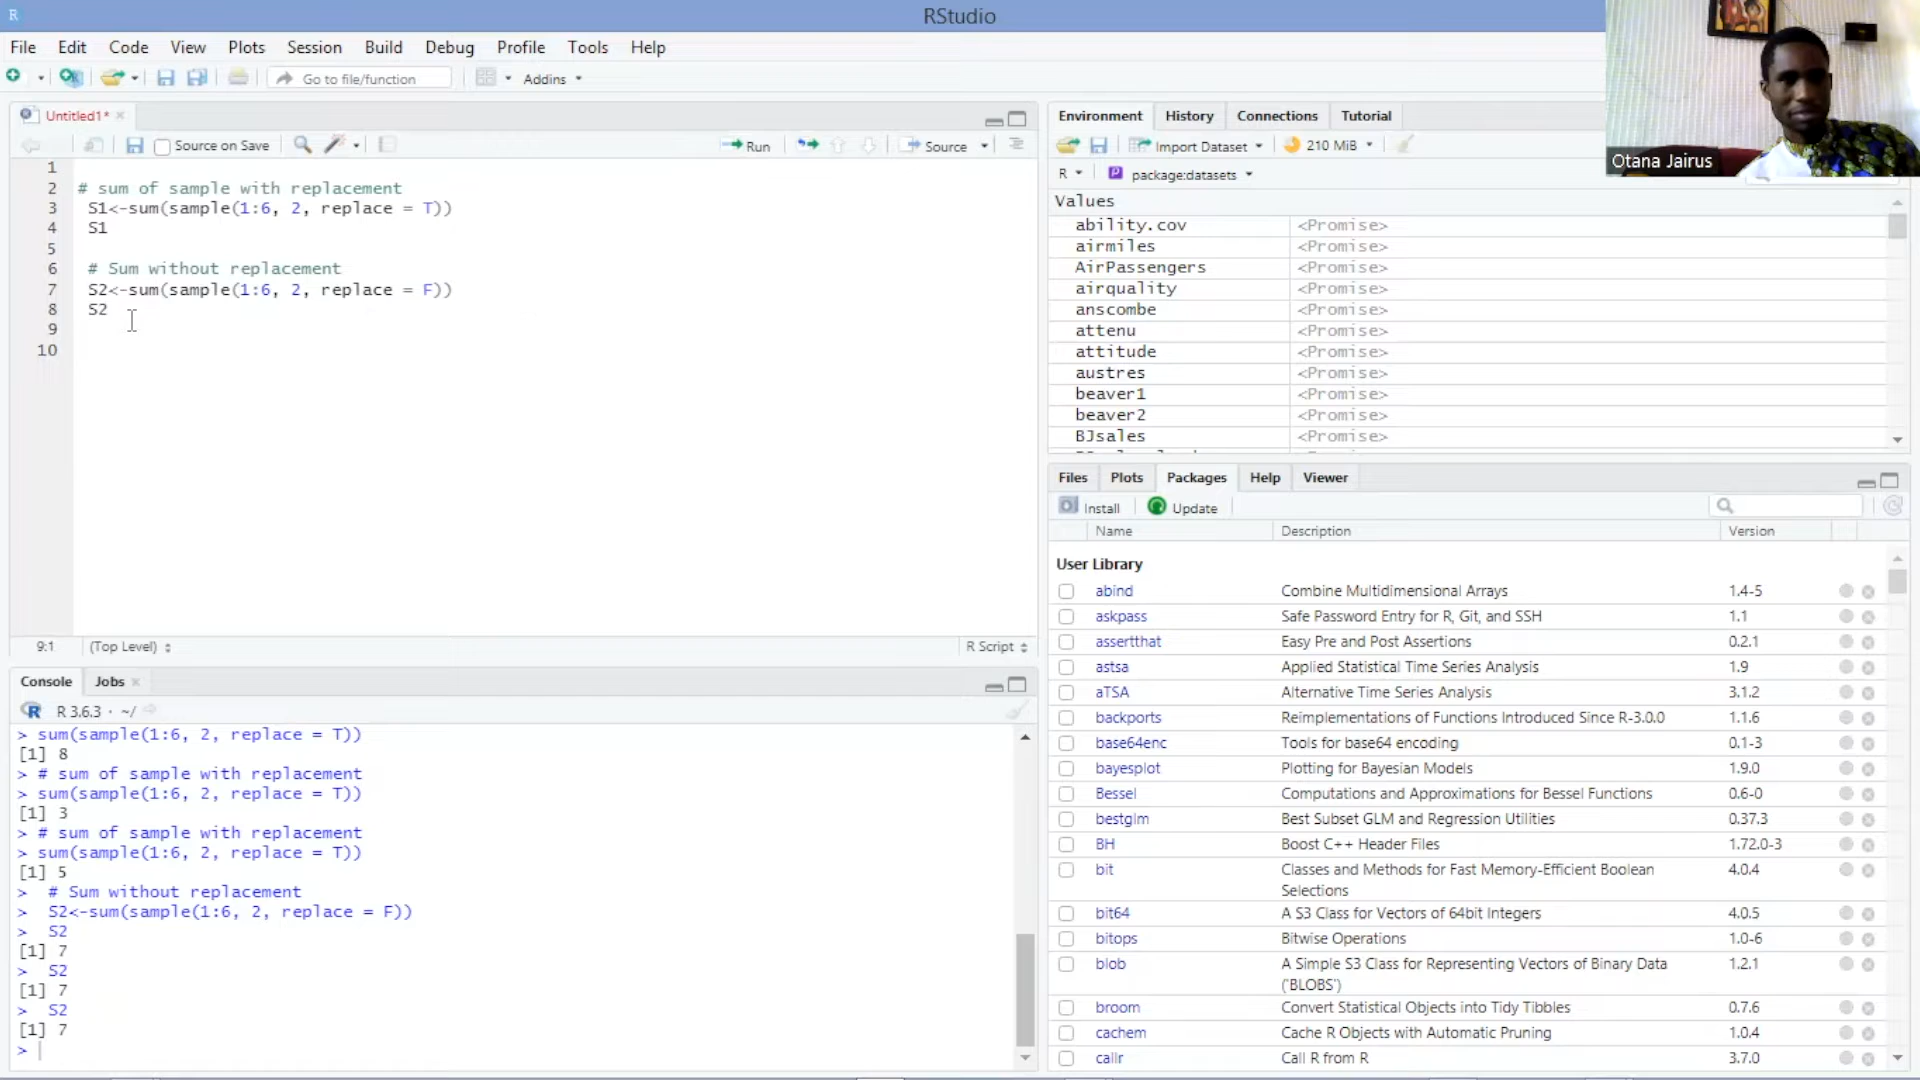 RStudio
File Edit Code View Plots Session Build Debug Profile Tools Help
Go to file/function Addins
Untitled1*
Source on Save Run Source
1
2 # sum of sample with replacement
3 S1<-sum(sample(1:6, 2, replace = T))
4 S1
5
6 # Sum without replacement
7 S2<-sum(sample(1:6, 2, replace = F))
8 S2
9
10
9:1 (Top Level) R Script
Console Jobs
R 3.6.3 · ~/
> sum(sample(1:6, 2, replace = T))
[1] 8
> # sum of sample with replacement
> sum(sample(1:6, 2, replace = T))
[1] 3
> # sum of sample with replacement
> sum(sample(1:6, 2, replace = T))
[1] 5
> # Sum without replacement
> S2<-sum(sample(1:6, 2, replace = F))
> S2
[1] 7
> S2
[1] 7
> S2
[1] 7
>
Environment History Connections Tutorial
Import Dataset 210 MiB
R package:datasets
Values
ability.cov <Promise>
airmiles <Promise>
AirPassengers <Promise>
airquality <Promise>
anscombe <Promise>
attenu <Promise>
attitude <Promise>
austres <Promise>
beaver1 <Promise>
beaver2 <Promise>
BJsales <Promise>
Otana Jairus
Files Plots Packages Help Viewer
Install Update
Name Description Version
User Library
abind Combine Multidimensional Arrays 1.4-5
askpass Safe Password Entry for R, Git, and SSH 1.1
assertthat Easy Pre and Post Assertions 0.2.1
astsa Applied Statistical Time Series Analysis 1.9
aTSA Alternative Time Series Analysis 3.1.2
backports Reimplementations of Functions Introduced Since R-3.0.0 1.1.6
base64enc Tools for base64 encoding 0.1-3
bayesplot Plotting for Bayesian Models 1.9.0
Bessel Computations and Approximations for Bessel Functions 0.6-0
bestglm Best Subset GLM and Regression Utilities 0.37.3
BH Boost C++ Header Files 1.72.0-3
bit Classes and Methods for Fast Memory-Efficient Boolean 4.0.4
Selections
bit64 A S3 Class for Vectors of 64bit Integers 4.0.5
bitops Bitwise Operations 1.0-6
blob A Simple S3 Class for Representing Vectors of Binary Data 1.2.1
('BLOBS')
broom Convert Statistical Objects into Tidy Tibbles 0.7.6
cachem Cache R Objects with Automatic Pruning 1.0.4
callr Call R from R 3.7.0